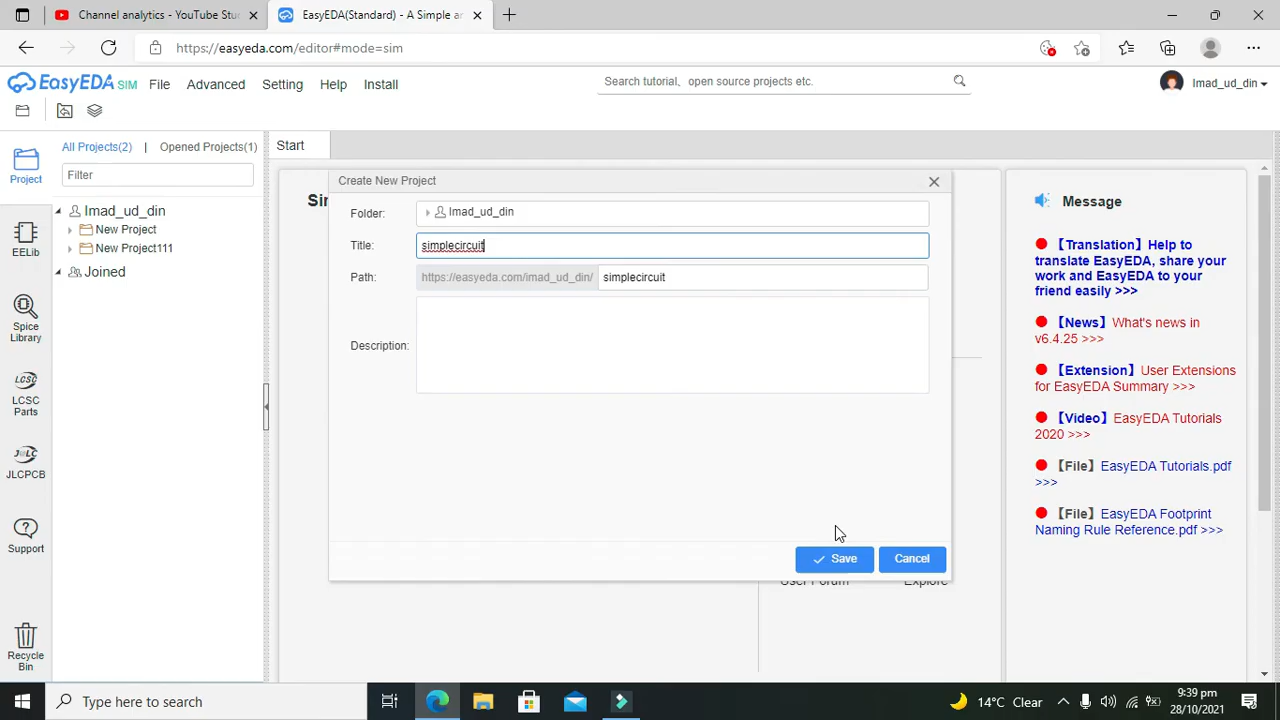 Channel analytics - YouTube Stu
EasyEDA(Standard) - A Simple ar
https://easyeda.com/editor#mode=sim
EasyEDA SIM
File
Advanced
Setting
Help
Install
Search tutorial, open source projects etc.
Imad_ud_din
Project
EELib
Spice
Library
LCSC
LCSC
Parts
JLCPCB
Support
Recycle
Bin
All Projects(2) | Opened Projects(1)
Filter
Imad_ud_din
New Project
New Project111
Joined
Start
Create New Project
Folder: Imad_ud_din
Title: simplecircuit
Path: https://easyeda.com/imad_ud_din/ simplecircuit
Description:
Save
Cancel
User Forum
Explore
Message
【Translation】Help to
translate EasyEDA, share your
work and EasyEDA to your
friend easily >>>
【News】What's news in
v6.4.25 >>>
【Extension】User Extensions
for EasyEDA Summary >>>
【Video】EasyEDA Tutorials
2020 >>>
【File】EasyEDA Tutorials.pdf
>>>
【File】EasyEDA Footprint
Naming Rule Reference.pdf >>>
Type here to search
14°C Clear
9:39 pm
28/10/2021